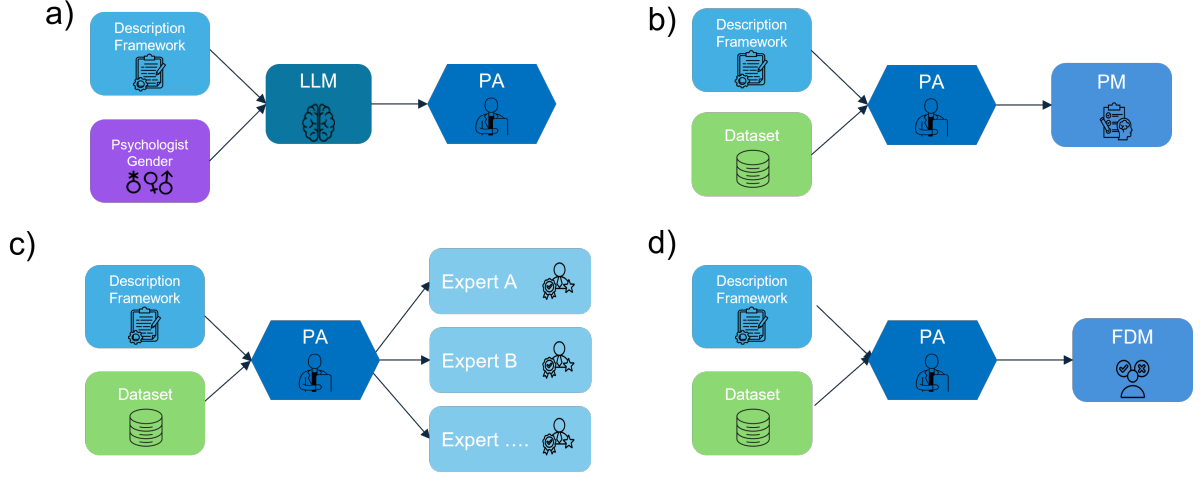 a)
Description
Framework
LLM
PA
Psychologist
Gender
b)
Description
Framework
PA
PM
Dataset
c)
Description
Framework
PA
Dataset
Expert A
Expert B
Expert ....
d)
Description
Framework
PA
FDM
Dataset